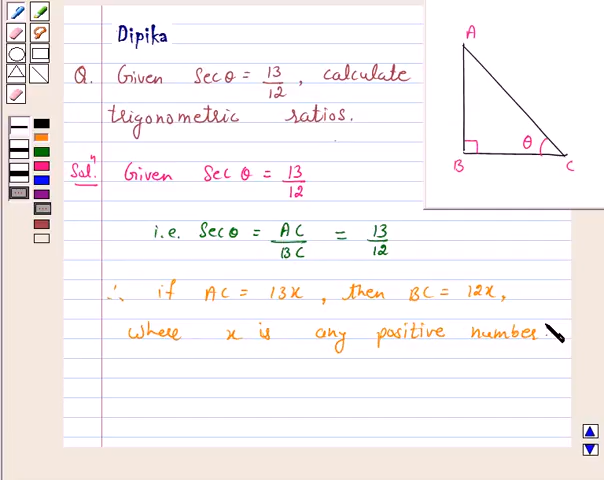 Dipika
Q. Given Sec θ = 13/12, calculate
trigonometric ratios.
Solⁿ. Given Sec θ = 13/12
i.e. Sec θ = AC/BC = 13/12
∴ if AC = 13x, then BC = 12x,
where x is any positive number.
A
θ
B
C